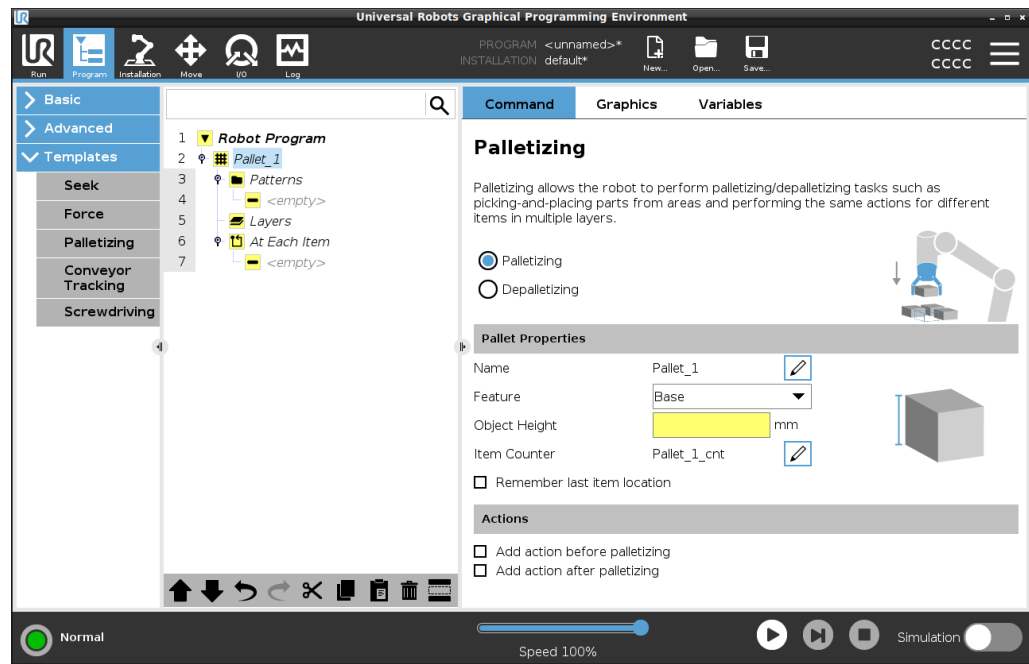 Universal Robots Graphical Programming Environment
UR
Run
Program
Installation
Move
I/O
Log
PROGRAM <unnamed>*
INSTALLATION default*
New...
Open...
Save...
cccc
cccc
Basic
Advanced
Templates
Seek
Force
Palletizing
Conveyor
Tracking
Screwdriving
1 Robot Program
2 Pallet_1
3 Patterns
4 <empty>
5 Layers
6 At Each Item
7 <empty>
Command Graphics Variables
Palletizing
Palletizing allows the robot to perform palletizing/depalletizing tasks such as
picking-and-placing parts from areas and performing the same actions for different
items in multiple layers.
Palletizing
Depalletizing
Pallet Properties
Name Pallet_1
Feature Base
Object Height mm
Item Counter Pallet_1_cnt
Remember last item location
Actions
Add action before palletizing
Add action after palletizing
Normal
Speed 100%
Simulation